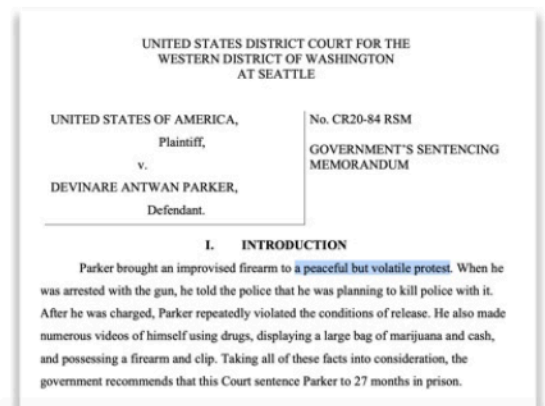 UNITED STATES DISTRICT COURT FOR THE
WESTERN DISTRICT OF WASHINGTON
AT SEATTLE
UNITED STATES OF AMERICA,
Plaintiff,
v.
DEVINARE ANTWAN PARKER,
Defendant.
No. CR20-84 RSM
GOVERNMENT'S SENTENCING
MEMORANDUM
I. INTRODUCTION
Parker brought an improvised firearm to a peaceful but volatile protest. When he
was arrested with the gun, he told the police that he was planning to kill police with it.
After he was charged, Parker repeatedly violated the conditions of release. He also made
numerous videos of himself using drugs, displaying a large bag of marijuana and cash,
and possessing a firearm and clip. Taking all of these facts into consideration, the
government recommends that this Court sentence Parker to 27 months in prison.